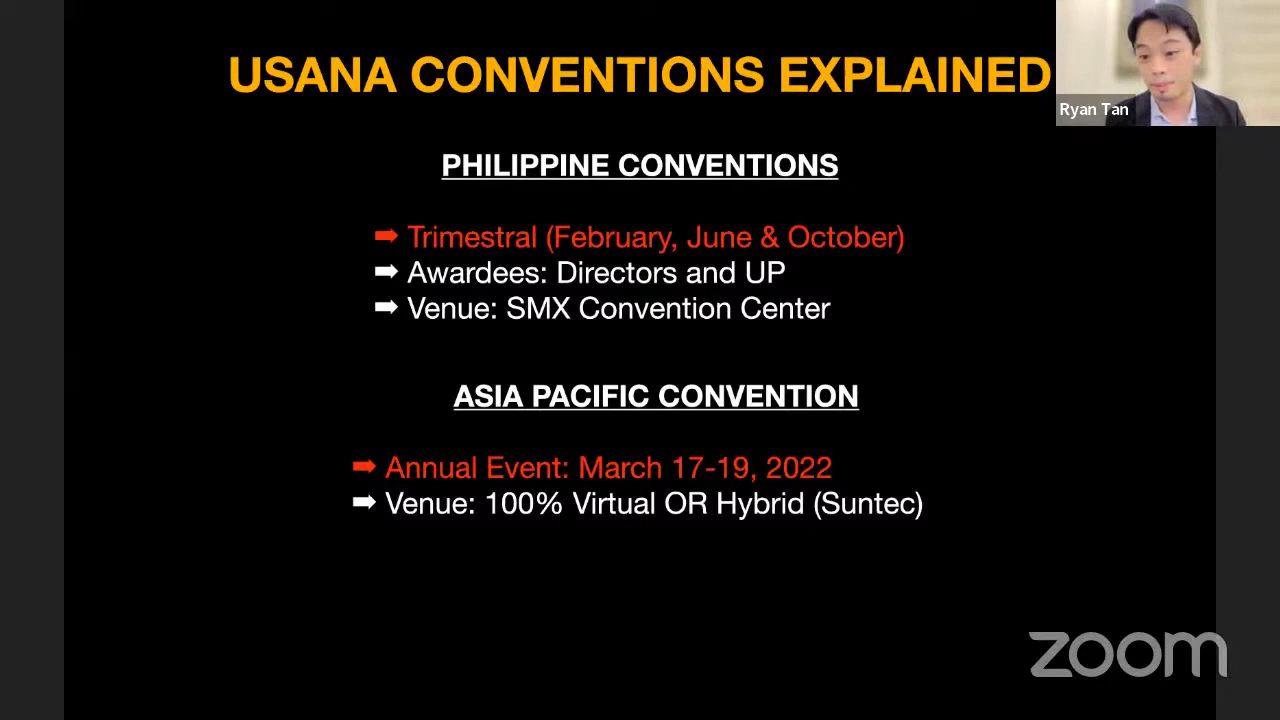 USANA CONVENTIONS EXPLAINED
Ryan Tan
PHILIPPINE CONVENTIONS
➡ Trimestral (February, June & October)
➡ Awardees: Directors and UP
➡ Venue: SMX Convention Center
ASIA PACIFIC CONVENTION
➡ Annual Event: March 17-19, 2022
➡ Venue: 100% Virtual OR Hybrid (Suntec)
zoom